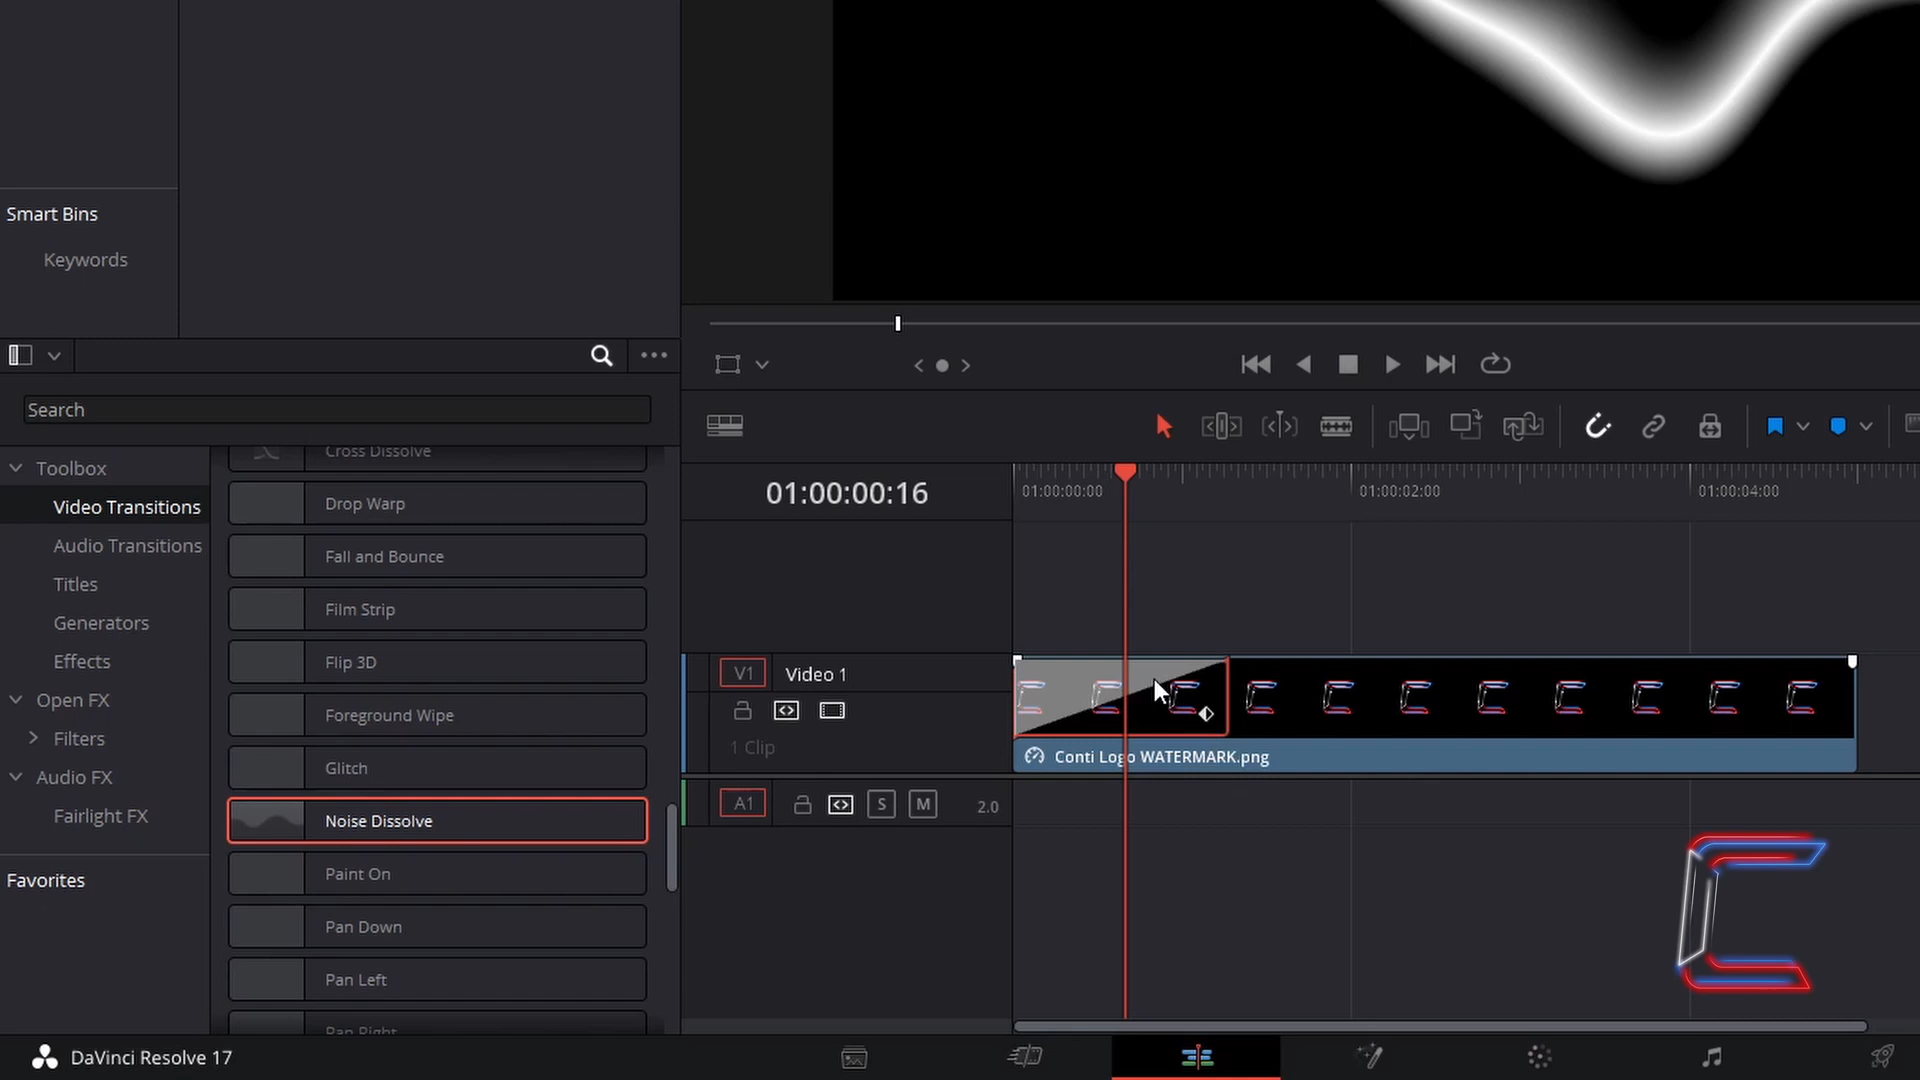 Smart Bins
Keywords
Search
Toolbox
Video Transitions
Audio Transitions
Titles
Generators
Effects
Open FX
Filters
Audio FX
Fairlight FX
Favorites
Cross Dissolve
Drop Warp
Fall and Bounce
Film Strip
Flip 3D
Foreground Wipe
Glitch
Noise Dissolve
Paint On
Pan Down
Pan Left
Pan Right
01:00:00:16
01:00:00:00
01:00:02:00
01:00:04:00
V1 Video 1
1 Clip
Conti Logo WATERMARK.png
A1 S M 2.0
DaVinci Resolve 17